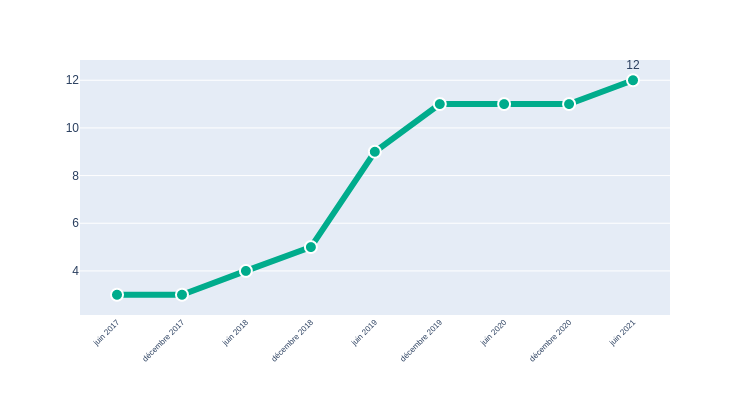 12
12
10
8
6
4
juin 2017
décembre 2017
juin 2018
décembre 2018
juin 2019
décembre 2019
juin 2020
décembre 2020
juin 2021